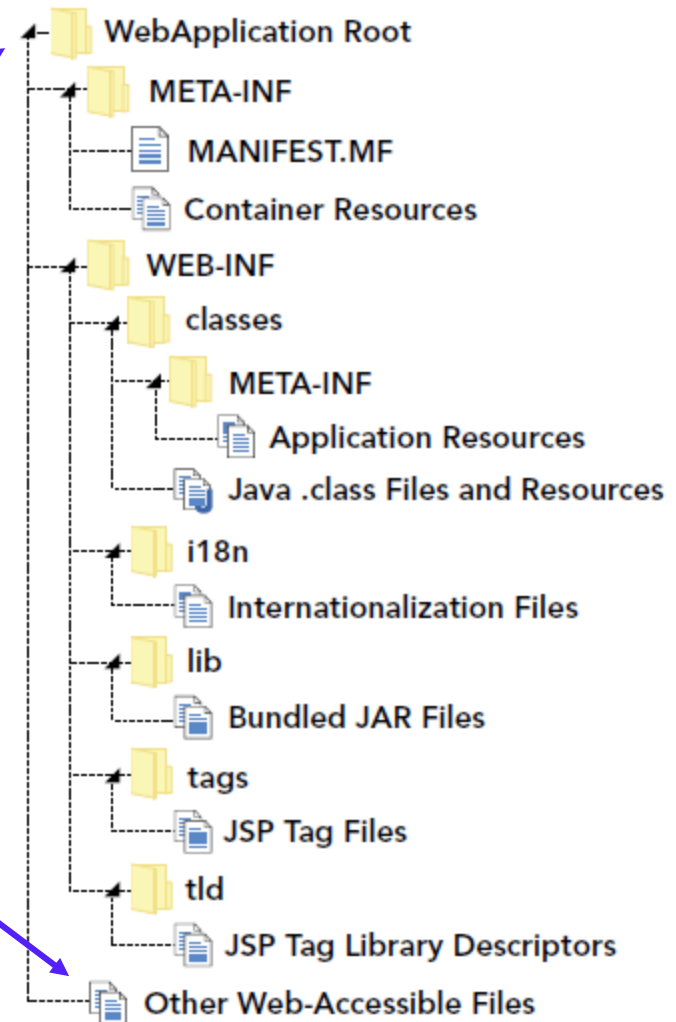 WebApplication Root
META-INF
MANIFEST.MF
Container Resources
WEB-INF
classes
META-INF
Application Resources
Java .class Files and Resources
i18n
Internationalization Files
lib
Bundled JAR Files
tags
JSP Tag Files
tld
JSP Tag Library Descriptors
Other Web-Accessible Files